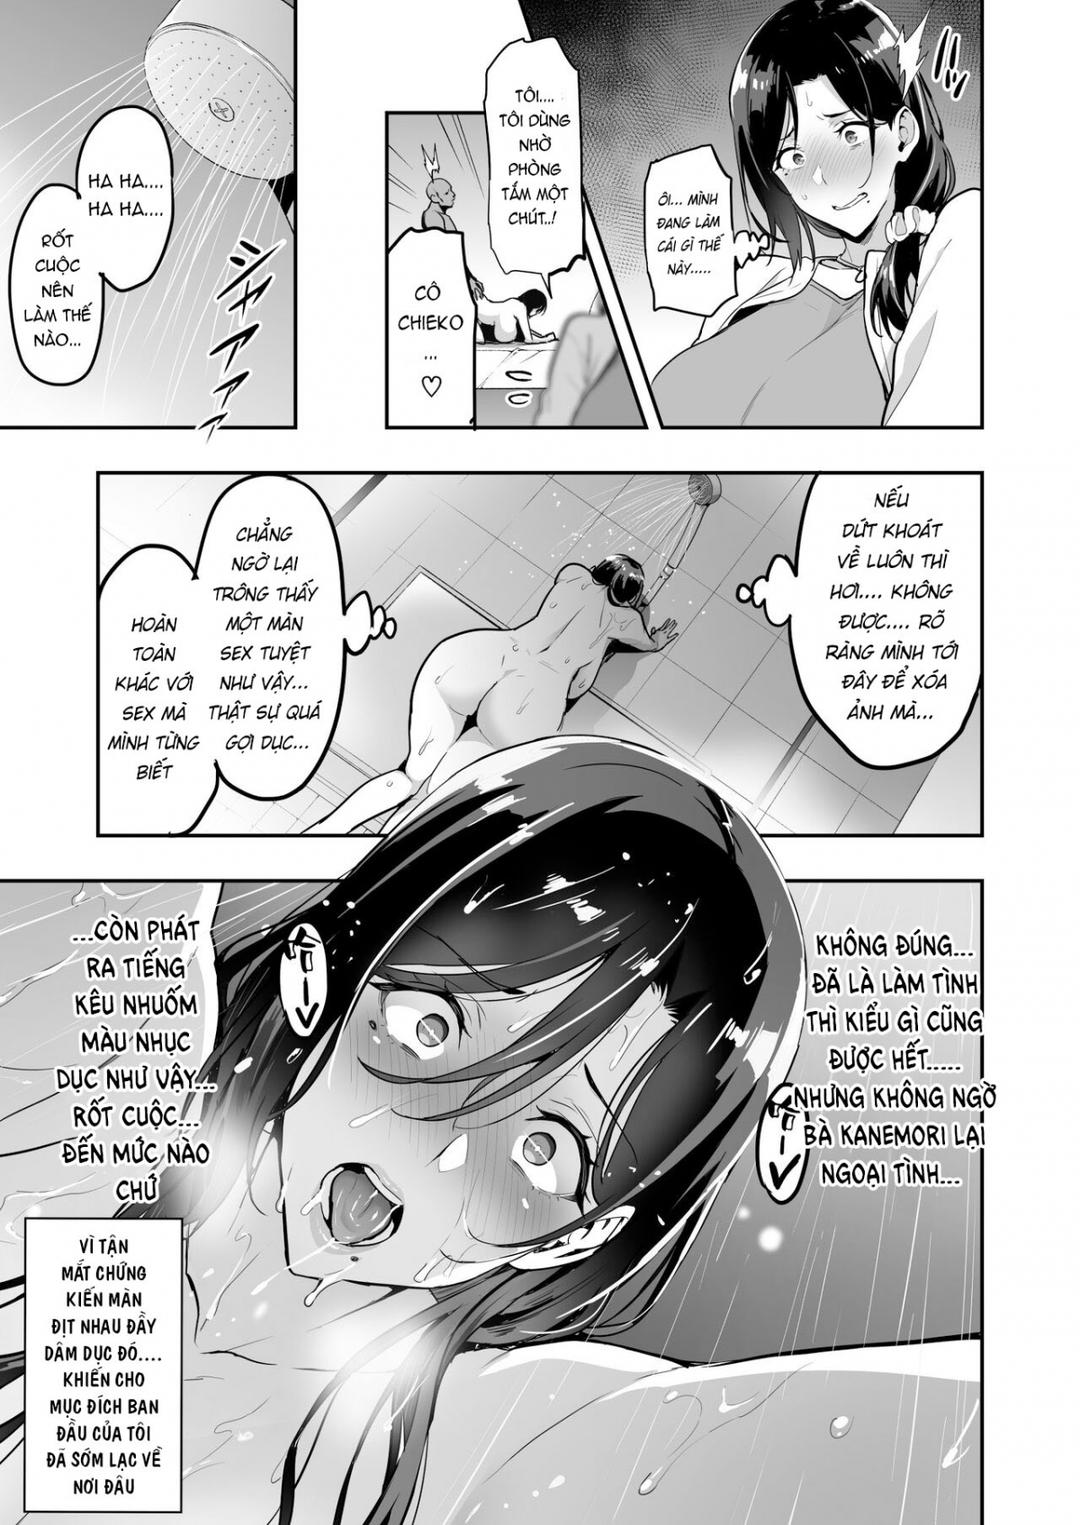 ÔI... MÌNH
ĐANG LÀM
CÁI GÌ THẾ
NÀY.....
TÔI....
TÔI DÙNG
NHỜ
PHÒNG
TẮM MỘT
CHÚT..!
CÔ
CHIEKO
...
♡
HA HA....
HA HA....
RỐT
CUỘC
NÊN
LÀM THẾ
NÀO...
シャァァァ
NẾU
DỨT KHOÁT
VỀ LUÔN THÌ
HƠI.... KHÔNG
ĐƯỢC.... RÕ
RÀNG MÌNH TỚI
ĐÂY ĐỂ XÓA
ẢNH MÀ...
CHẲNG
NGỜ LẠI
TRÔNG THẤY
MỘT MÀN
SEX TUYỆT
NHƯ VẬY...
THẬT SỰ QUÁ
GỢI DỤC...
HOÀN
TOÀN
KHÁC VỚI
SEX MÀ
MÌNH TỪNG
BIẾT
KHÔNG ĐÚNG...
ĐÃ LÀ LÀM TÌNH
THÌ KIỂU GÌ CŨNG
ĐƯỢC HẾT.....
NHƯNG KHÔNG NGỜ
BÀ KANEMORI LẠI
NGOẠI TÌNH...
...CÒN PHÁT
RA TIẾNG
KÊU NHUỐM
MÀU NHỤC
DỤC NHƯ VẬY...
RỐT CUỘC...
ĐẾN MỨC NÀO
CHỨ
VÌ TẬN
MẮT CHỨNG
KIẾN MÀN
ĐỊT NHAU ĐẦY
DÂM DỤC ĐÓ....
KHIẾN CHO
MỤC ĐÍCH BAN
ĐẦU CỦA TÔI
ĐÃ SỚM LẠC VỀ
NƠI ĐÂU